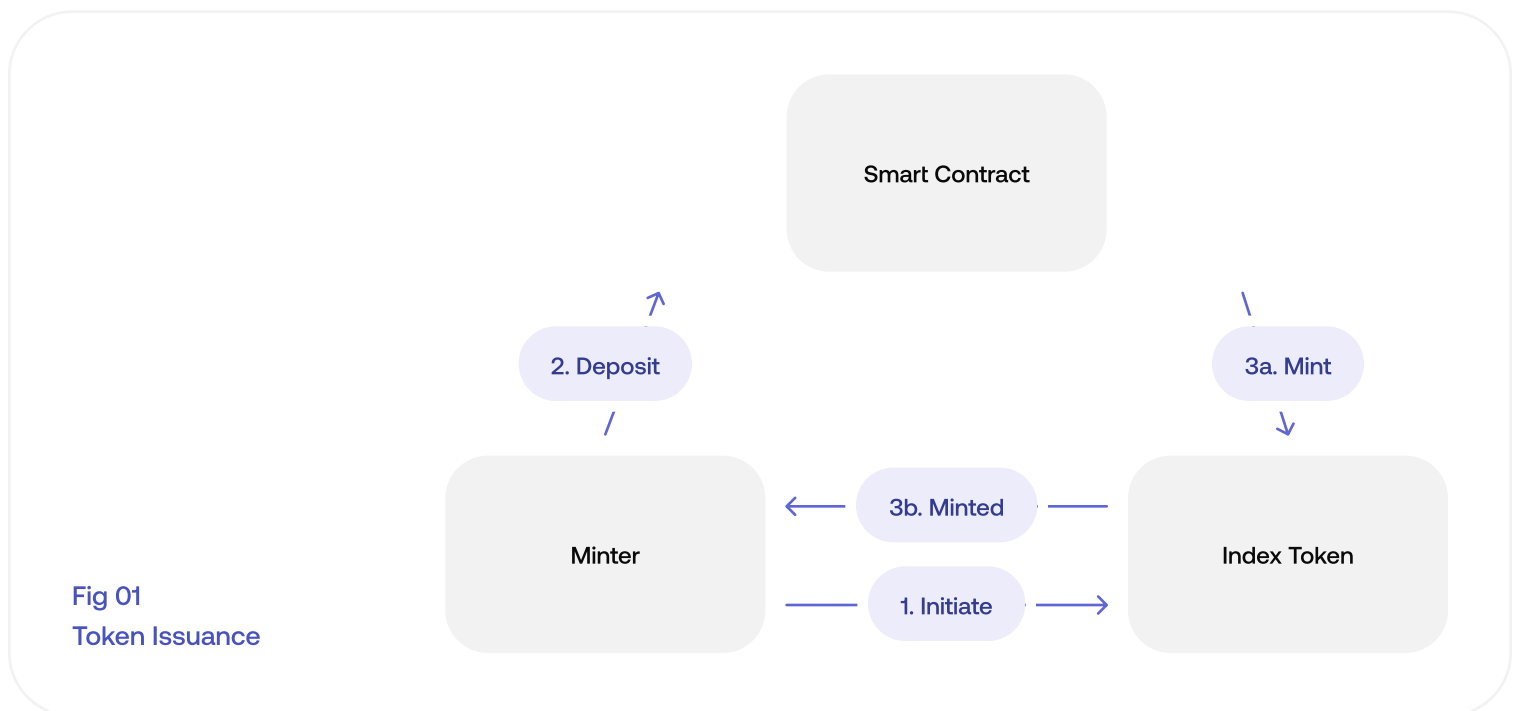 Smart Contract
2. Deposit
3a. Mint
3b. Minted
Minter
Index Token
1. Initiate
Fig 01
Token Issuance